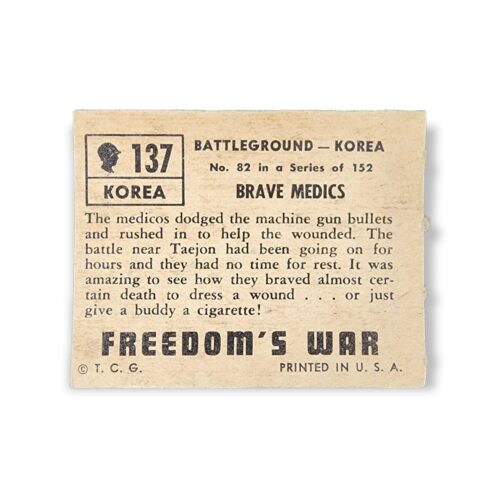 137
KOREA
BATTLEGROUND — KOREA
No. 82 in a Series of 152
BRAVE MEDICS
The medicos dodged the machine gun bullets
and rushed in to help the wounded. The
battle near Taejon had been going on for
hours and they had no time for rest. It was
amazing to see how they braved almost cer-
tain death to dress a wound . . . or just
give a buddy a cigarette!
FREEDOM'S WAR
© T. C. G.
PRINTED IN U. S. A.